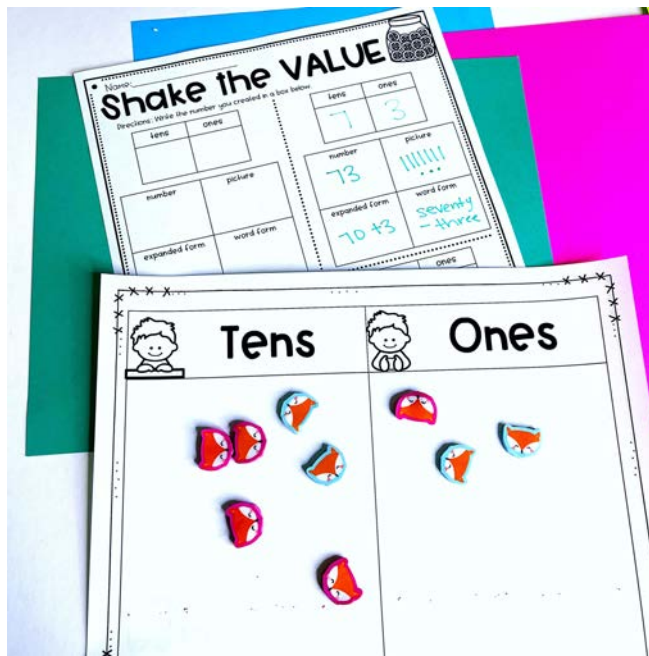 Name:
Shake the VALUE
Directions: Write the number you created in a box below.
tens ones
number picture
expanded form word form
tens ones
7 3
number picture
73
expanded form word form
70 +3 seventy
- three
ones
Tens Ones